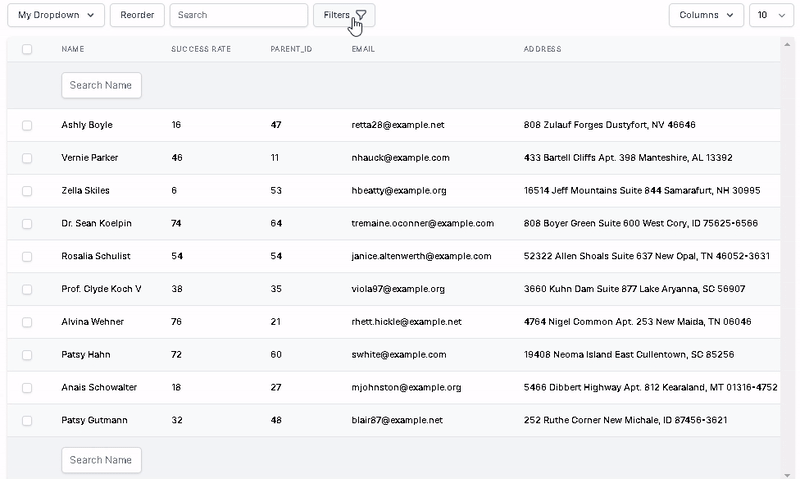 My Dropdown Reorder Search Filters Columns 10
NAME SUCCESS RATE PARENT_ID EMAIL ADDRESS
Search Name
Ashly Boyle 16 47 retta28@example.net 808 Zulauf Forges Dustyfort, NV 46646
Vernie Parker 46 11 nhauck@example.com 433 Bartell Cliffs Apt. 398 Manteshire, AL 13392
Zella Skiles 6 53 hbeatty@example.org 16514 Jeff Mountains Suite 844 Samarafurt, NH 30995
Dr. Sean Koelpin 74 64 tremaine.oconner@example.com 808 Boyer Green Suite 600 West Cory, ID 75625-6566
Rosalia Schulist 54 54 janice.altenwerth@example.com 52322 Allen Shoals Suite 637 New Opal, TN 46052-3631
Prof. Clyde Koch V 38 35 viola97@example.org 3660 Kuhn Dam Suite 877 Lake Aryanna, SC 56907
Alvina Wehner 76 21 rhett.hickle@example.net 4764 Nigel Common Apt. 253 New Maida, TN 06046
Patsy Hahn 72 60 swhite@example.com 19408 Neoma Island East Cullentown, SC 85256
Anais Schowalter 18 27 mjohnston@example.org 5466 Dibbert Highway Apt. 812 Kearaland, MT 01316-4752
Patsy Gutmann 32 48 blair87@example.net 252 Ruthe Corner New Michale, ID 87456-3621
Search Name